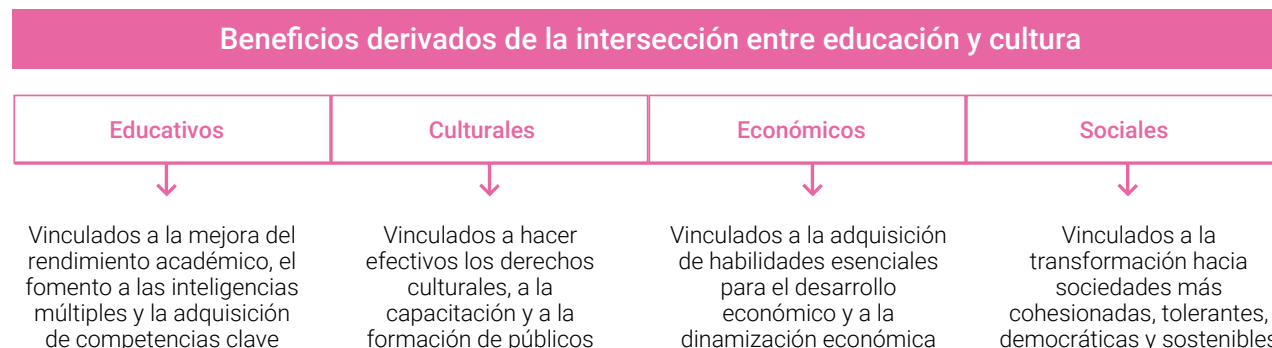 Beneficios derivados de la intersección entre educación y cultura
Educativos
Vinculados a la mejora del
rendimiento académico, el
fomento a las inteligencias
múltiples y la adquisición
de competencias clave
Culturales
Vinculados a hacer
efectivos los derechos
culturales, a la
capacitación y a la
formación de públicos
Económicos
Vinculados a la adquisición
de habilidades esenciales
para el desarrollo
económico y a la
dinamización económica
Sociales
Vinculados a la
transformación hacia
sociedades más
cohesionadas, tolerantes,
democráticas y sostenibles